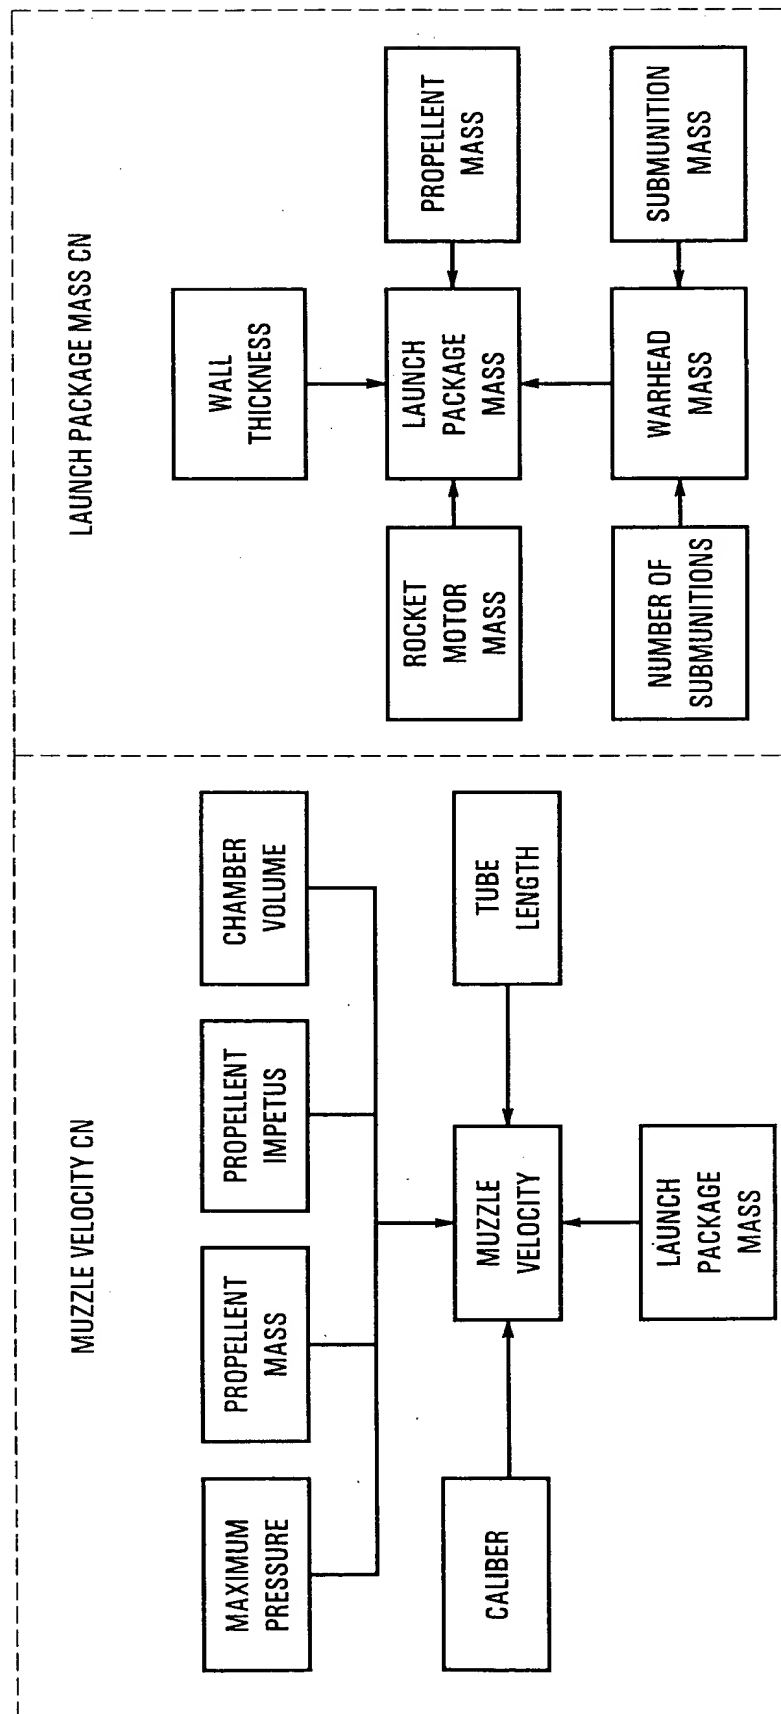 MUZZLE VELOCITY CN
MAXIMUM
PRESSURE
PROPELLENT
MASS
PROPELLENT
IMPETUS
CHAMBER
VOLUME
CALIBER
MUZZLE
VELOCITY
TUBE
LENGTH
LAUNCH
PACKAGE
MASS
LAUNCH PACKAGE MASS CN
WALL
THICKNESS
ROCKET
MOTOR
MASS
LAUNCH
PACKAGE
MASS
PROPELLENT
MASS
NUMBER OF
SUBMUNITIONS
WARHEAD
MASS
SUBMUNITION
MASS